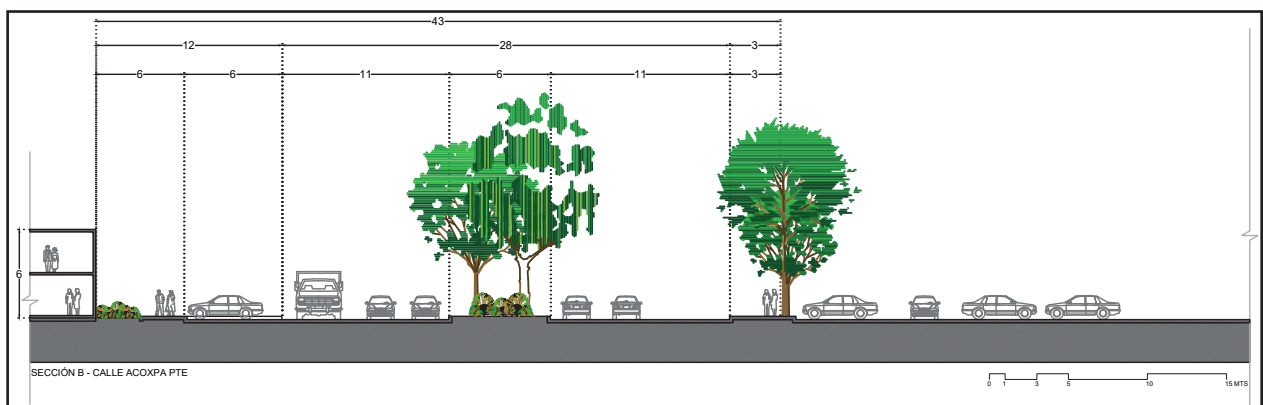 43
12 28 3
6 6 11 6 11 3
6
SECCIÓN B - CALLE ACOXPA PTE
0 1 3 5 10 15 MTS